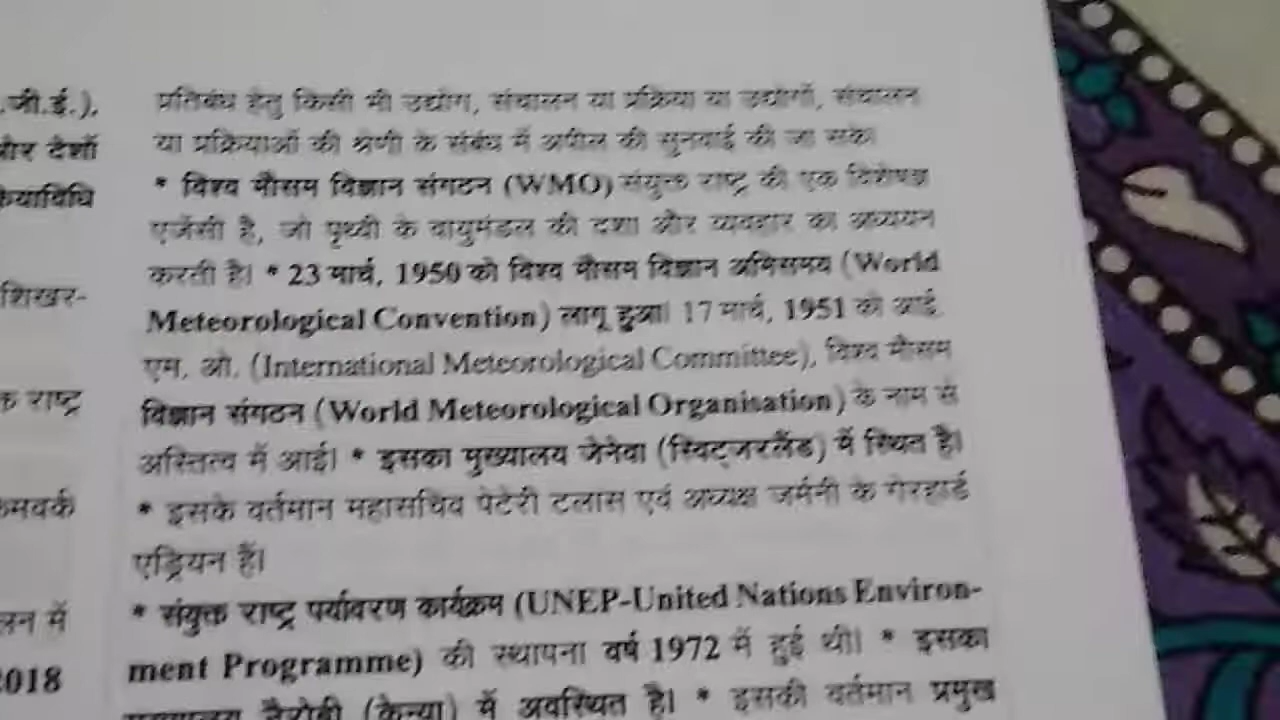 .जी.ई.),
और देशों
क्रियाविधि
शिखर-
राष्ट्र
2018
प्रतिबंध हेतु किसी भी उद्योग, संचालन या प्रक्रिया या उद्योगों, संचालन
या प्रक्रियाओं की श्रेणी के संबंध में अपील की सुनवाई की जा सके।
* विश्व मौसम विज्ञान संगठन (WMO) संयुक्त राष्ट्र की एक विशेषज्ञ
एजेंसी है, जो पृथ्वी के वायुमंडल की दशा और व्यवहार का अध्ययन
करती है। * 23 मार्च, 1950 को विश्व मौसम विज्ञान अभिसमय (World
Meteorological Convention) लागू हुआ। 17 मार्च, 1951 को आई.
एम. ओ. (International Meteorological Committee), विश्व मौसम
विज्ञान संगठन (World Meteorological Organisation) के नाम से
अस्तित्व में आई। * इसका मुख्यालय जेनेवा (स्विट्जरलैंड) में स्थित है।
* इसके वर्तमान महासचिव पेटेरी टलास एवं अध्यक्ष जर्मनी के गेरहार्ड
एड्रियन हैं।
* संयुक्त राष्ट्र पर्यावरण कार्यक्रम (UNEP-United Nations Environ-
ment Programme) की स्थापना वर्ष 1972 में हुई थी। * इसका
मुख्यालय नैरोबी (केन्या) में अवस्थित है। * इसकी वर्तमान प्रमुख